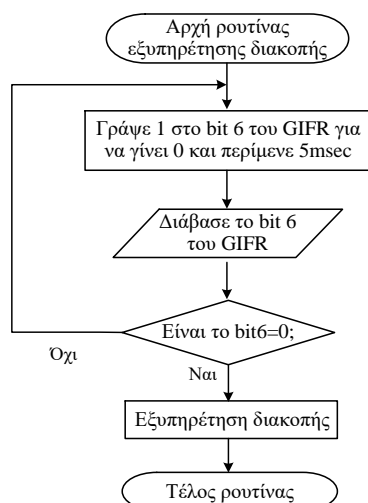 Αρχή ρουτίνας
εξυπηρέτησης διακοπής
Γράψε 1 στο bit 6 του GIFR για
να γίνει 0 και περίμενε 5msec
Διάβασε το bit 6
του GIFR
Είναι το bit6=0;
Όχι
Ναι
Εξυπηρέτηση διακοπής
Τέλος ρουτίνας